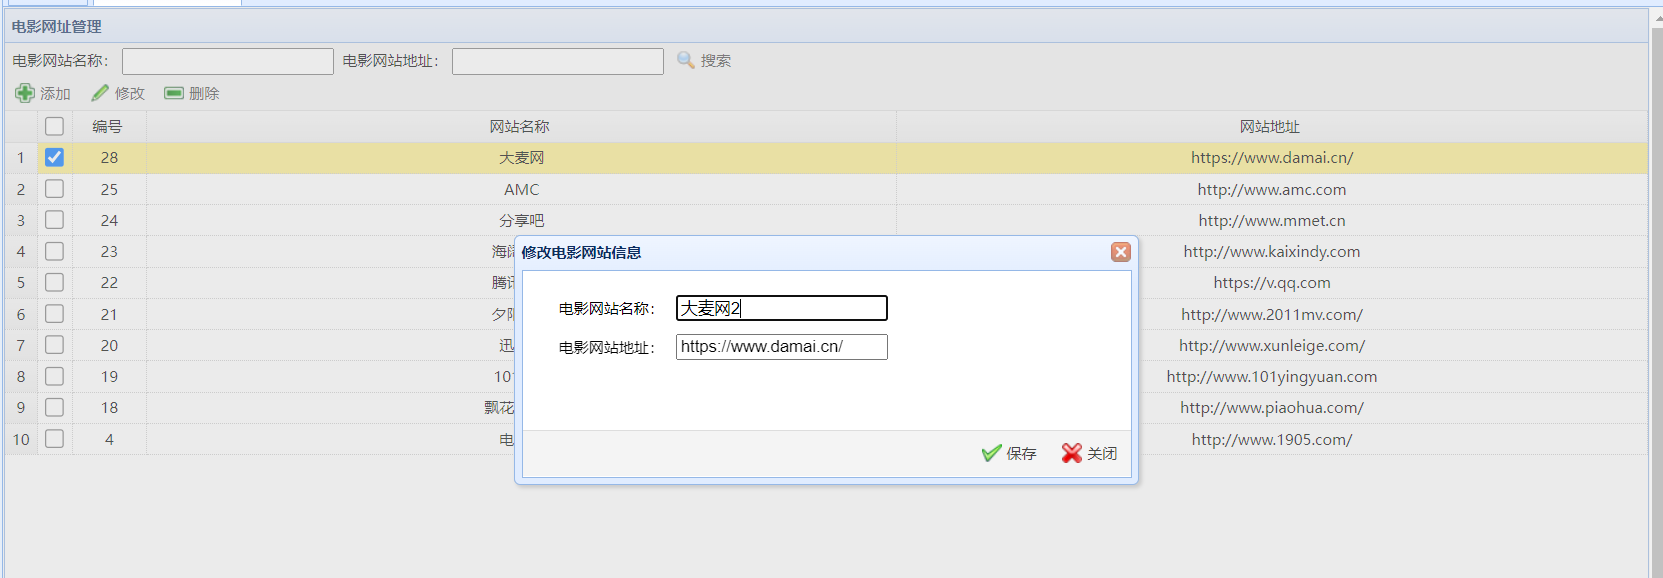 电影网址管理
电影网站名称： 电影网站地址： 搜索
添加 修改 删除
编号 网站名称 网站地址
1 28 大麦网 https://www.damai.cn/
2 25 AMC http://www.amc.com
3 24 分享吧 http://www.mmet.cn
4 23 海 http://www.kaixindy.com
5 22 腾讯 https://v.qq.com
6 21 夕阳 http://www.2011mv.com/
7 20 迅 http://www.xunleige.com/
8 19 10 http://www.101yingyuan.com
9 18 飘花 http://www.piaohua.com/
10 4 电 http://www.1905.com/
修改电影网站信息
电影网站名称： 大麦网2
电影网站地址： https://www.damai.cn/
保存 关闭